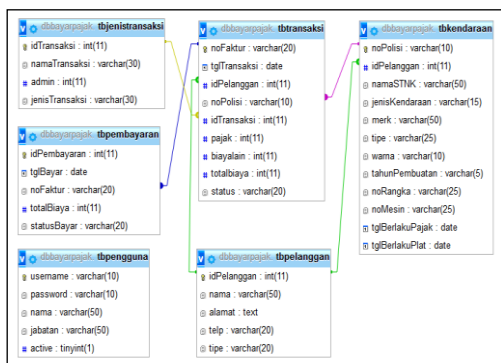 dbbayarpajak tbjenistransaksi
idTransaksi : int(11)
namaTransaksi : varchar(30)
admin : int(11)
jenisTransaksi : varchar(30)
dbbayarpajak tbpembayaran
idPembayaran : int(11)
tglBayar : date
noFaktur : varchar(20)
totalBiaya : int(11)
statusBayar : varchar(20)
dbbayarpajak tbpengguna
username : varchar(10)
password : varchar(10)
nama : varchar(50)
jabatan : varchar(50)
active : tinyint(1)
dbbayarpajak tbtransaksi
noFaktur : varchar(20)
tglTransaksi : date
idPelanggan : int(11)
noPolisi : varchar(10)
idTransaksi : int(11)
pajak : int(11)
biayalain : int(11)
totalbiaya : int(11)
status : varchar(20)
dbbayarpajak tbpelanggan
idPelanggan : int(11)
nama : varchar(50)
alamat : text
telp : varchar(20)
tipe : varchar(20)
dbbayarpajak tbkendaraan
noPolisi : varchar(10)
idPelanggan : int(11)
namaSTNK : varchar(50)
jenisKendaraan : varchar(15)
merk : varchar(50)
tipe : varchar(25)
warna : varchar(10)
tahunPembuatan : varchar(5)
noRangka : varchar(25)
noMesin : varchar(25)
tglBerlakuPajak : date
tglBerlakuPlat : date